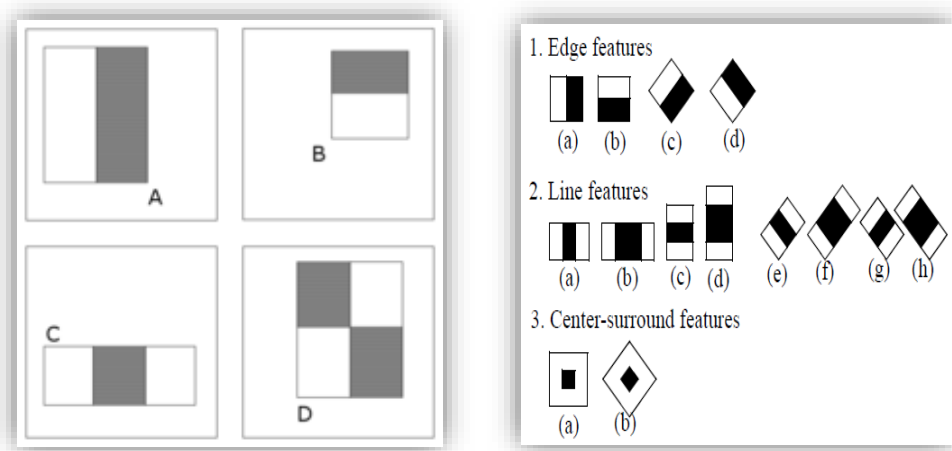 A
B
C
D
1. Edge features
(a) (b) (c) (d)
2. Line features
(a) (b) (c) (d) (e) (f) (g) (h)
3. Center-surround features
(a) (b)